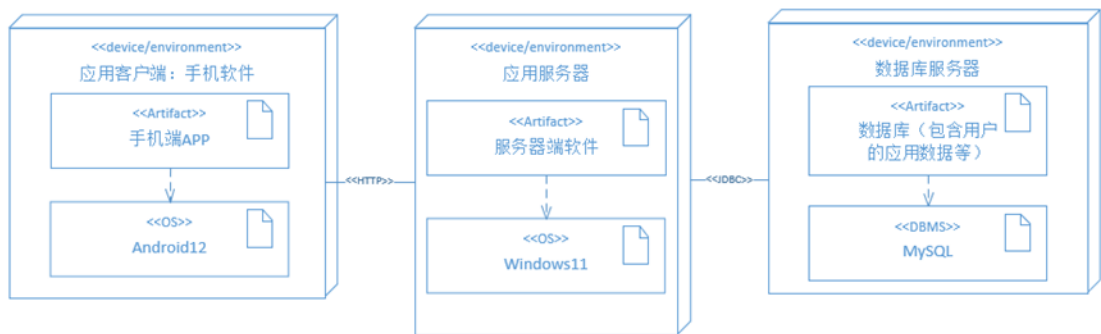 <<device/environment>>
应用客户端：手机软件
<<Artifact>>
手机端APP
<<OS>>
Android12
<<HTTP>>
<<device/environment>>
应用服务器
<<Artifact>>
服务器端软件
<<OS>>
Windows11
<<JDBC>>
<<device/environment>>
数据库服务器
<<Artifact>>
数据库（包含用户
的应用数据等）
<<DBMS>>
MySQL